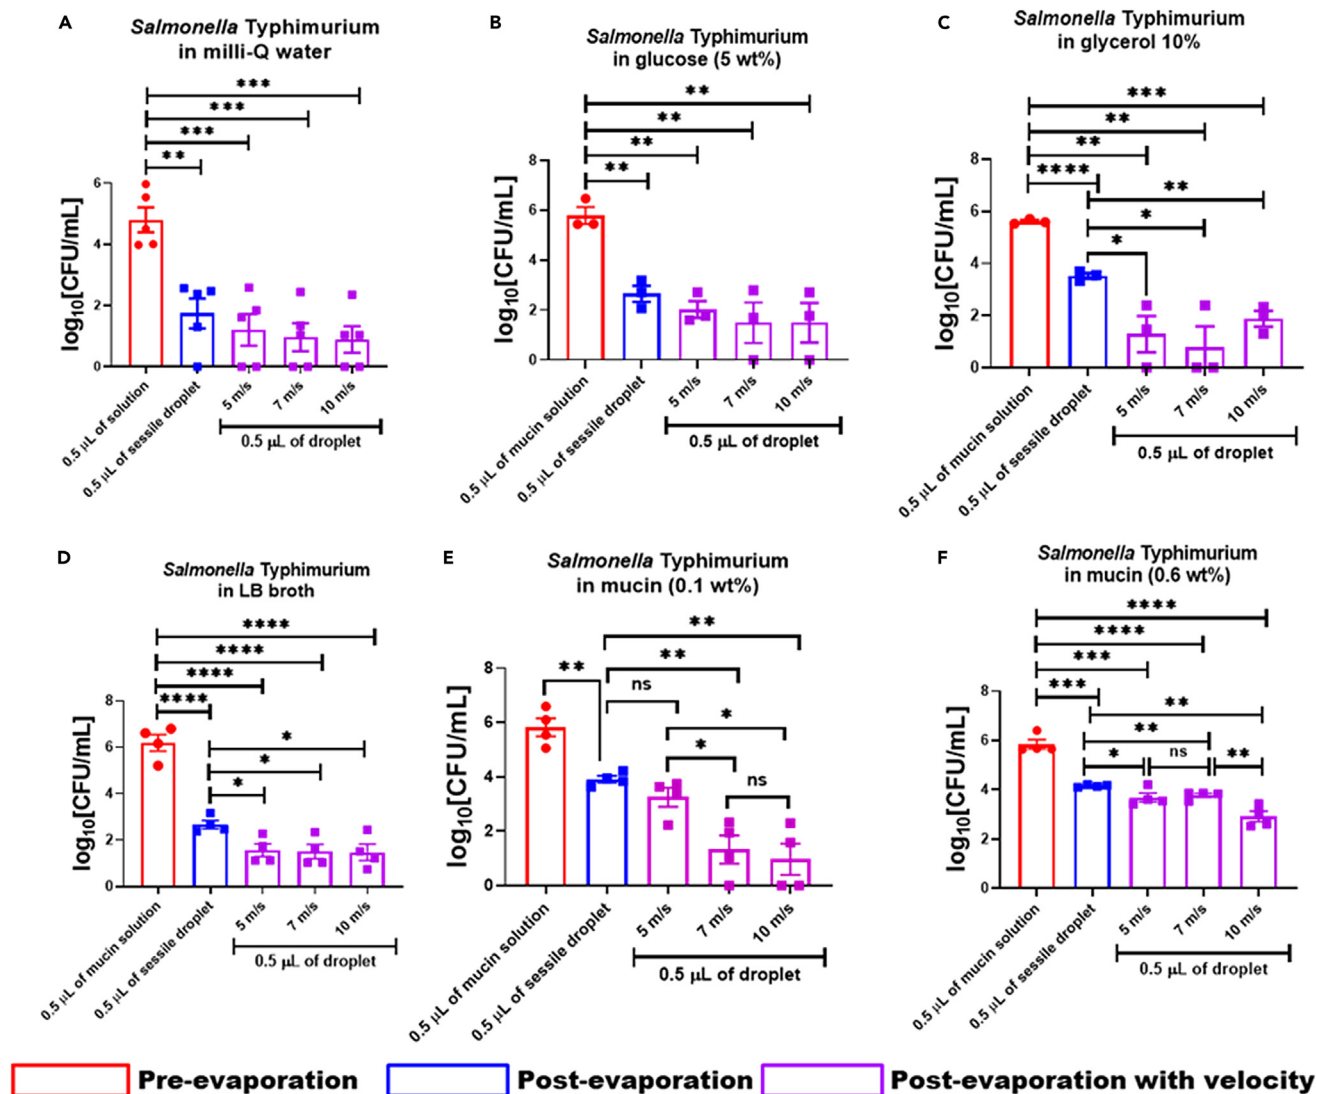 A
Salmonella Typhimurium
in milli-Q water
***
***
***
**
log10[CFU/mL]
6
4
2
0
0.5 µL of solution
0.5 µL of sessile droplet
5 m/s
7 m/s
10 m/s
0.5 µL of droplet
B
Salmonella Typhimurium
in glucose (5 wt%)
**
**
**
**
log10[CFU/mL]
8
6
4
2
0
0.5 µL of mucin solution
0.5 µL of sessile droplet
5 m/s
7 m/s
10 m/s
0.5 µL of droplet
C
Salmonella Typhimurium
in glycerol 10%
***
**
**
****
**
*
*
log10[CFU/mL]
8
6
4
2
0
0.5 µL of mucin solution
0.5 µL of sessile droplet
5 m/s
7 m/s
10 m/s
0.5 µL of droplet
D
Salmonella Typhimurium
in LB broth
****
****
****
****
*
*
*
log10[CFU/mL]
8
6
4
2
0
0.5 µL of mucin solution
0.5 µL of sessile droplet
5 m/s
7 m/s
10 m/s
0.5 µL of droplet
E
Salmonella Typhimurium
in mucin (0.1 wt%)
**
**
**
ns
*
*
ns
log10[CFU/mL]
8
6
4
2
0
0.5 µL of mucin solution
0.5 µL of sessile droplet
5 m/s
7 m/s
10 m/s
0.5 µL of droplet
F
Salmonella Typhimurium
in mucin (0.6 wt%)
****
****
***
***
**
**
*
ns
**
log10[CFU/mL]
8
6
4
2
0
0.5 µL of mucin solution
0.5 µL of sessile droplet
5 m/s
7 m/s
10 m/s
0.5 µL of droplet
Pre-evaporation
Post-evaporation
Post-evaporation with velocity